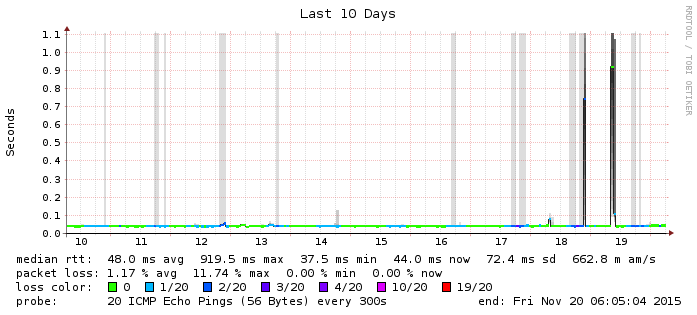 Last 10 Days
RRDTOOL / TOBI OETIKER
Seconds
1.1
1.0
0.9
0.8
0.7
0.6
0.5
0.4
0.3
0.2
0.1
0.0
10 11 12 13 14 15 16 17 18 19
median rtt: 48.0 ms avg 919.5 ms max 37.5 ms min 44.0 ms now 72.4 ms sd 662.8 m am/s
packet loss: 1.17 % avg 11.74 % max 0.00 % min 0.00 % now
loss color: 0 1/20 2/20 3/20 4/20 10/20 19/20
probe: 20 ICMP Echo Pings (56 Bytes) every 300s end: Fri Nov 20 06:05:04 2015